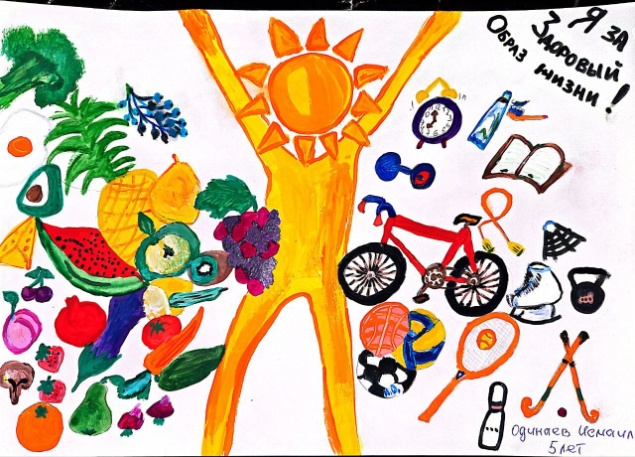 Я за
Здоровый
Образ жизни!
Одинаев Исмаил
5 лет